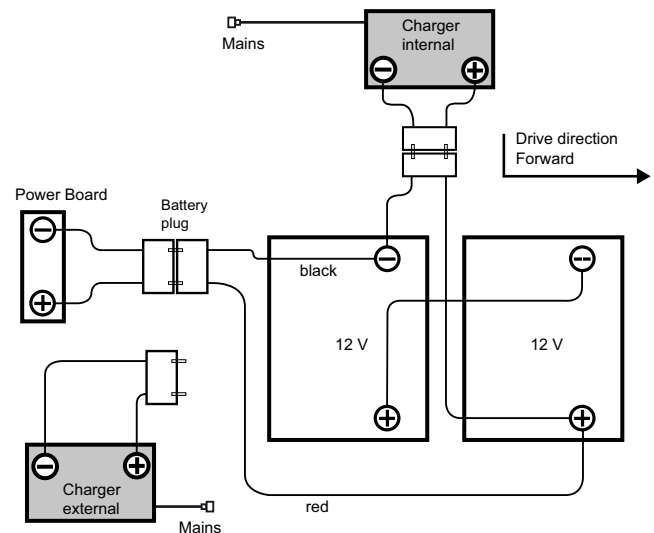 Charger
internal
Mains
Drive direction
Forward
Power Board
Battery
plug
black
12 V
12 V
Charger
external
red
Mains